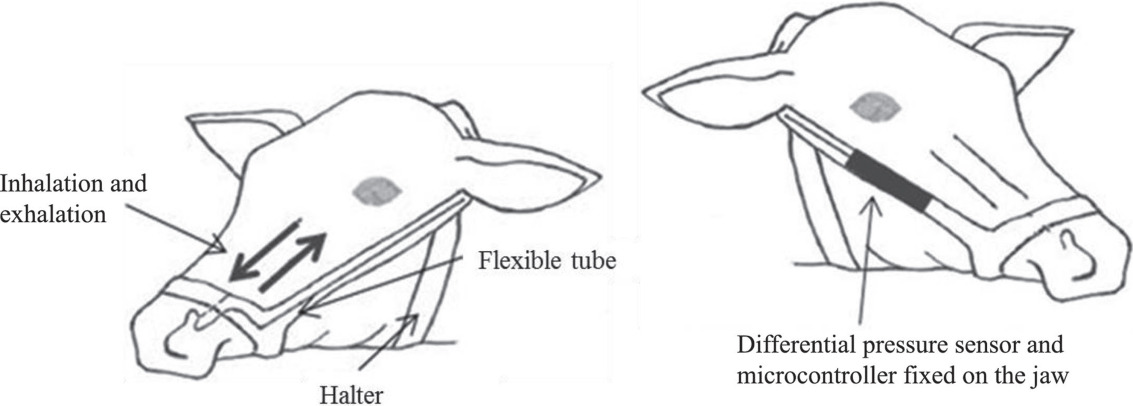 Inhalation and
exhalation
Flexible tube
Halter
Differential pressure sensor and
microcontroller fixed on the jaw